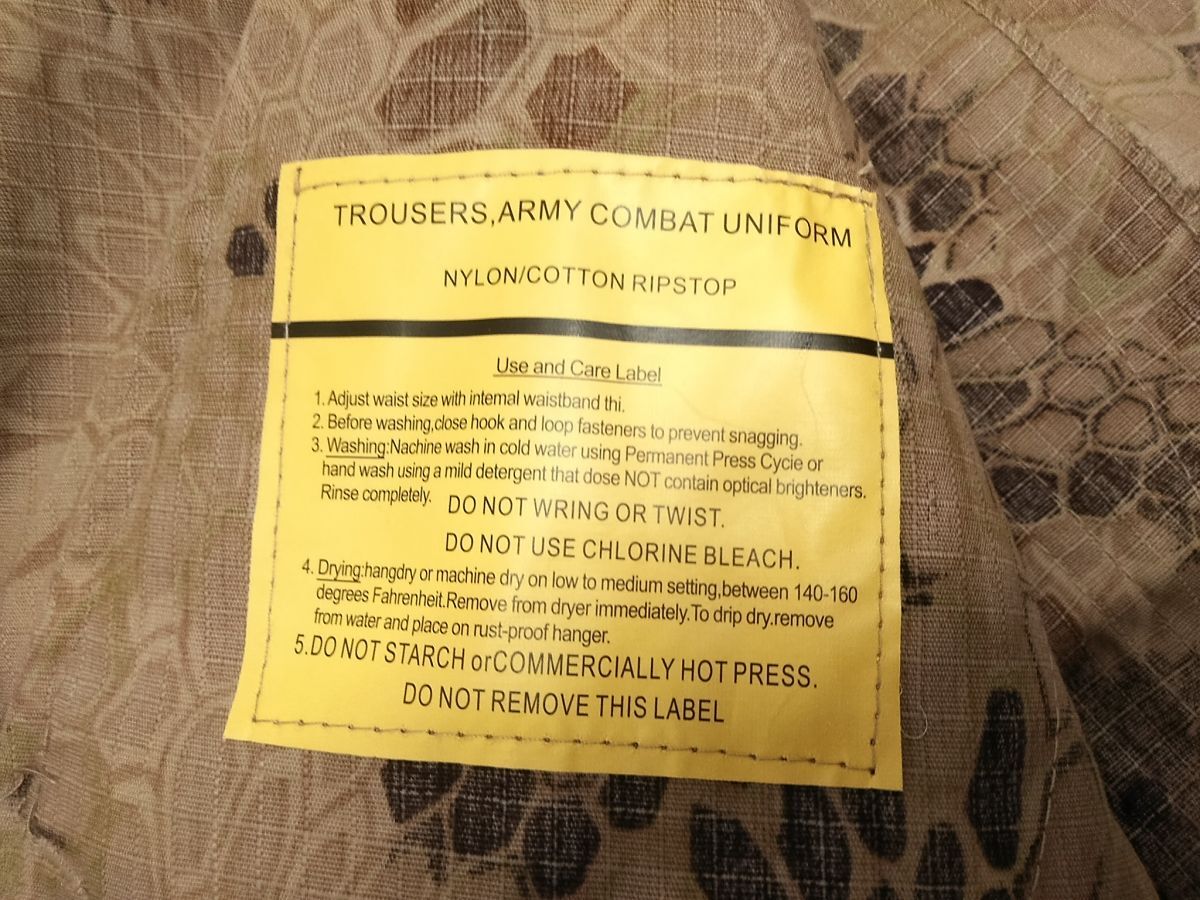 TROUSERS,ARMY COMBAT UNIFORM
NYLON/COTTON RIPSTOP
Use and Care Label
1. Adjust waist size with internal waistband thi.
2. Before washing,close hook and loop fasteners to prevent snagging.
3. Washing:Nachine wash in cold water using Permanent Press Cycie or
hand wash using a mild detergent that dose NOT contain optical brighteners.
Rinse completely.
DO NOT WRING OR TWIST.
DO NOT USE CHLORINE BLEACH.
4. Drying:hangdry or machine dry on low to medium setting,between 140-160
degrees Fahrenheit.Remove from dryer immediately.To drip dry.remove
from water and place on rust-proof hanger.
5.DO NOT STARCH orCOMMERCIALLY HOT PRESS.
DO NOT REMOVE THIS LABEL